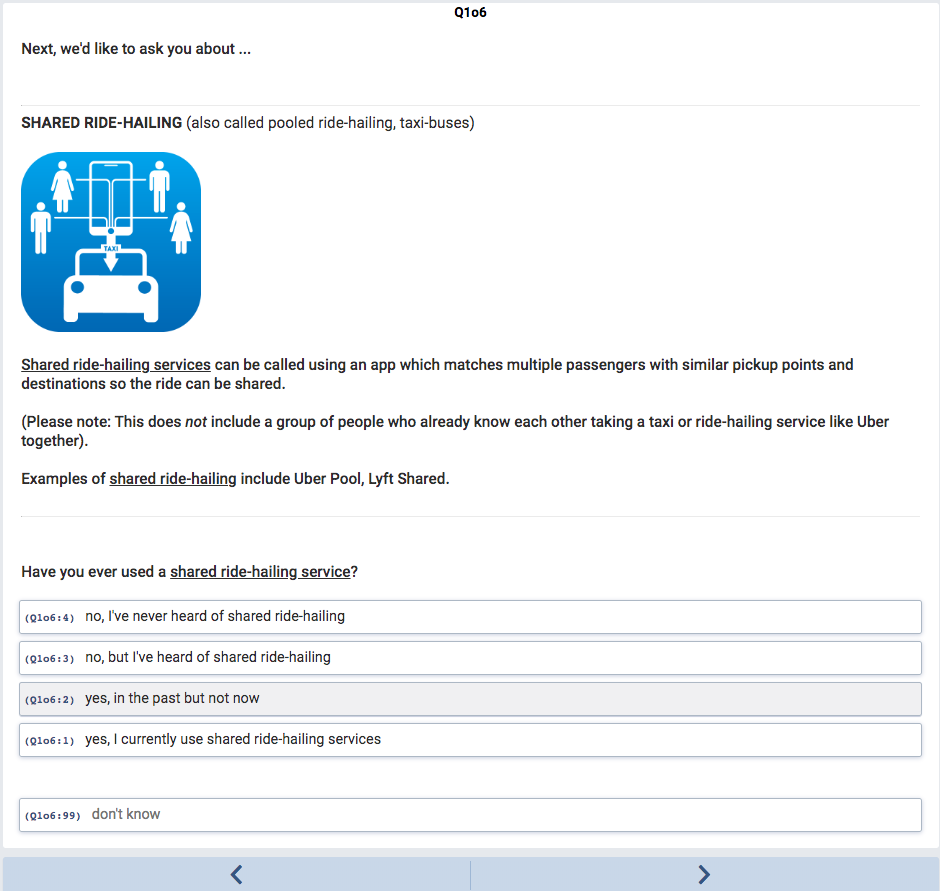 Q1o6
Next, we'd like to ask you about ...
SHARED RIDE-HAILING (also called pooled ride-hailing, taxi-buses)
TAXI
Shared ride-hailing services can be called using an app which matches multiple passengers with similar pickup points and
destinations so the ride can be shared.
(Please note: This does not include a group of people who already know each other taking a taxi or ride-hailing service like Uber
together).
Examples of shared ride-hailing include Uber Pool, Lyft Shared.
Have you ever used a shared ride-hailing service?
(Q1o6:4) no, I've never heard of shared ride-hailing
(Q1o6:3) no, but I've heard of shared ride-hailing
(Q1o6:2) yes, in the past but not now
(Q1o6:1) yes, I currently use shared ride-hailing services
(Q1o6:99) don't know